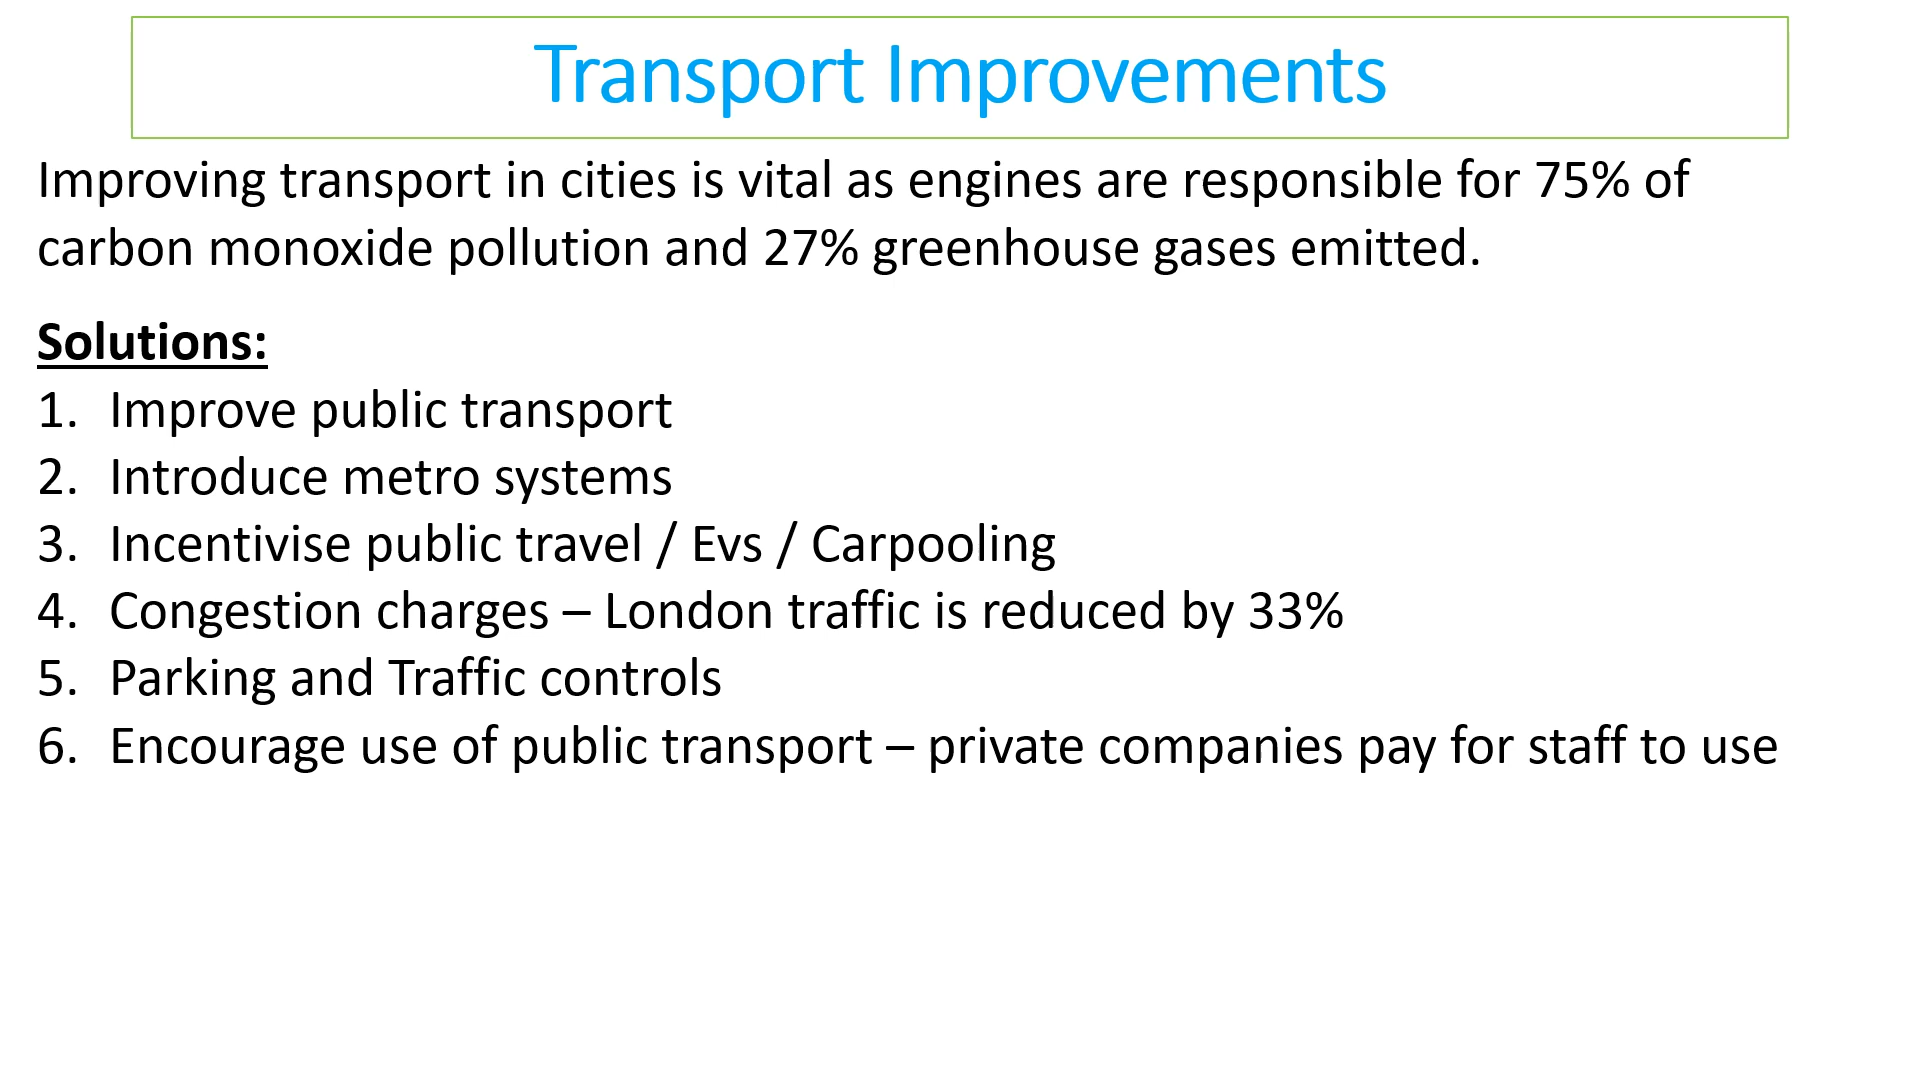 Transport Improvements
Improving transport in cities is vital as engines are responsible for 75% of
carbon monoxide pollution and 27% greenhouse gases emitted.
Solutions:
1. Improve public transport
2. Introduce metro systems
3. Incentivise public travel / Evs / Carpooling
4. Congestion charges – London traffic is reduced by 33%
5. Parking and Traffic controls
6. Encourage use of public transport – private companies pay for staff to use